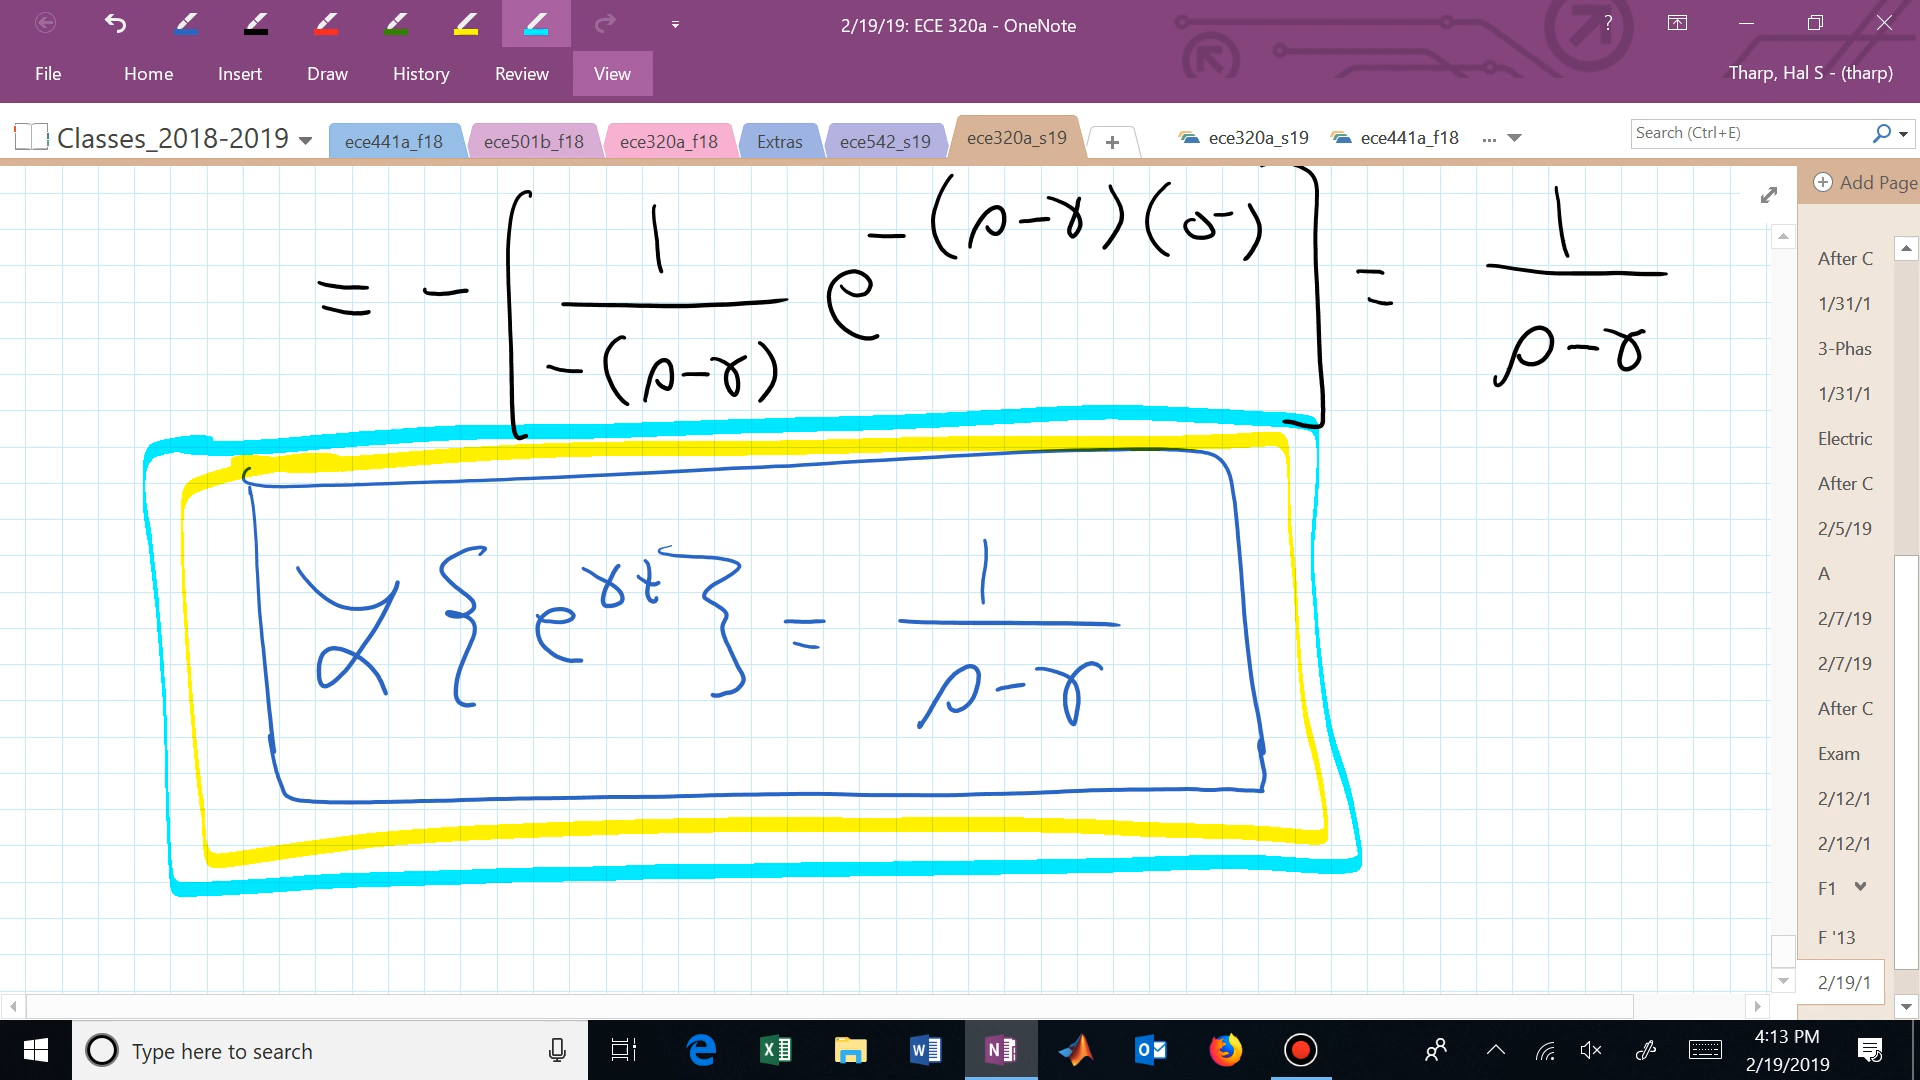 2/19/19: ECE 320a - OneNote
?
File Home Insert Draw History Review View
Tharp, Hal S - (tharp)
Classes_2018-2019 ece441a_f18 ece501b_f18 ece320a_f18 Extras ece542_s19 ece320a_s19 + ece320a_s19 ece441a_f18 ... Search (Ctrl+E)
Add Page
= - [ 1 / -(s-γ) e^{-(s-γ)(0⁻)} ] = 1 / s-γ
ℒ{ e^{γt} } = 1 / s-γ
After C
1/31/1
3-Phas
1/31/1
Electric
After C
2/5/19
A
2/7/19
2/7/19
After C
Exam
2/12/1
2/12/1
F1
F '13
2/19/1
Type here to search
4:13 PM
2/19/2019